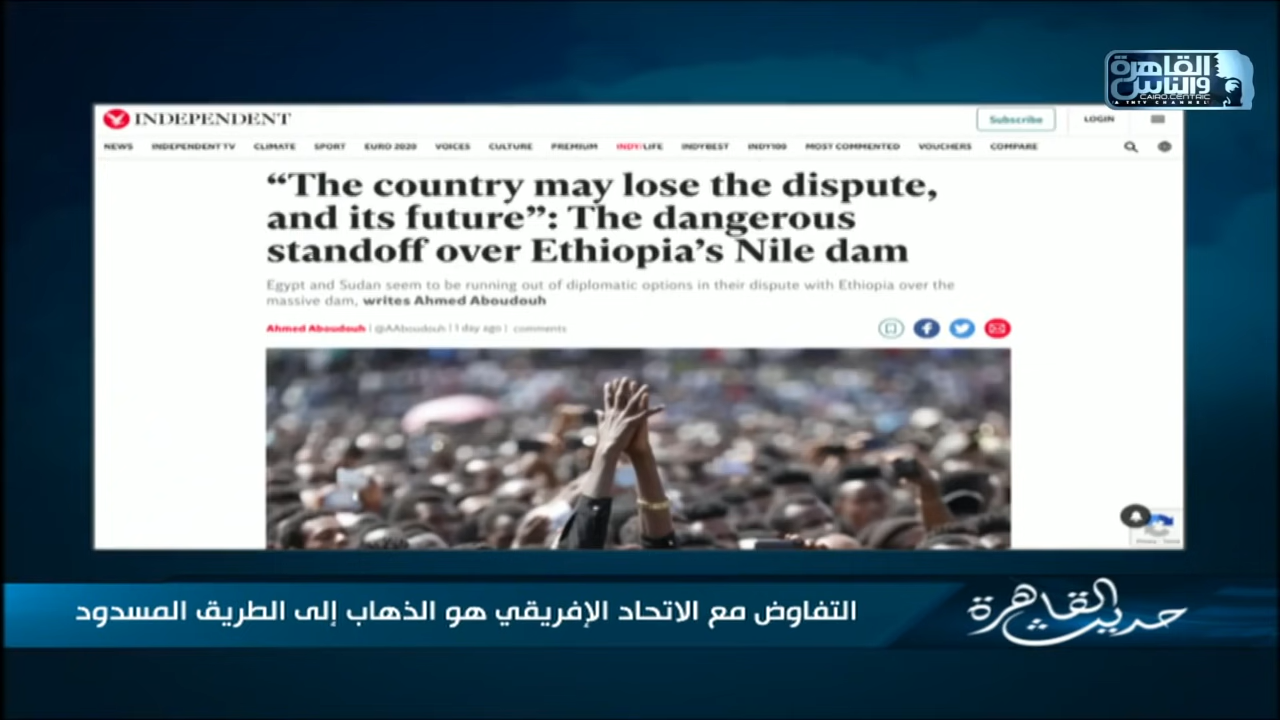 القاهرة
والناس
CAIRO.CENTRIC
A TNTV CHANNEL
INDEPENDENT
Subscribe
LOGIN
NEWS INDEPENDENT TV CLIMATE SPORT EURO 2020 VOICES CULTURE PREMIUM INDY/LIFE INDYBEST INDY100 MOST COMMENTED VOUCHERS COMPARE
“The country may lose the dispute,
and its future”: The dangerous
standoff over Ethiopia’s Nile dam
Egypt and Sudan seem to be running out of diplomatic options in their dispute with Ethiopia over the
massive dam, writes Ahmed Aboudouh
Ahmed Aboudouh | @AAboudouh | 1 day ago | comments
حديث القاهرة
التفاوض مع الاتحاد الإفريقي هو الذهاب إلى الطريق المسدود